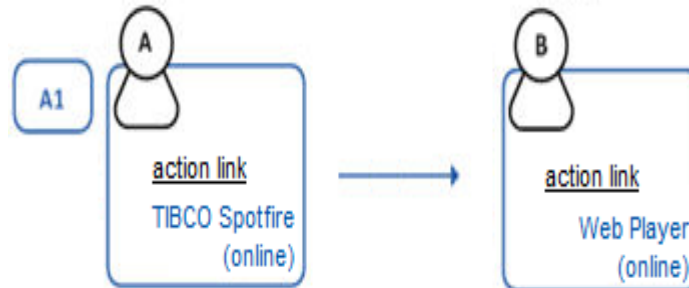 A
A1
action link
TIBCO Spotfire
(online)
B
action link
Web Player
(online)